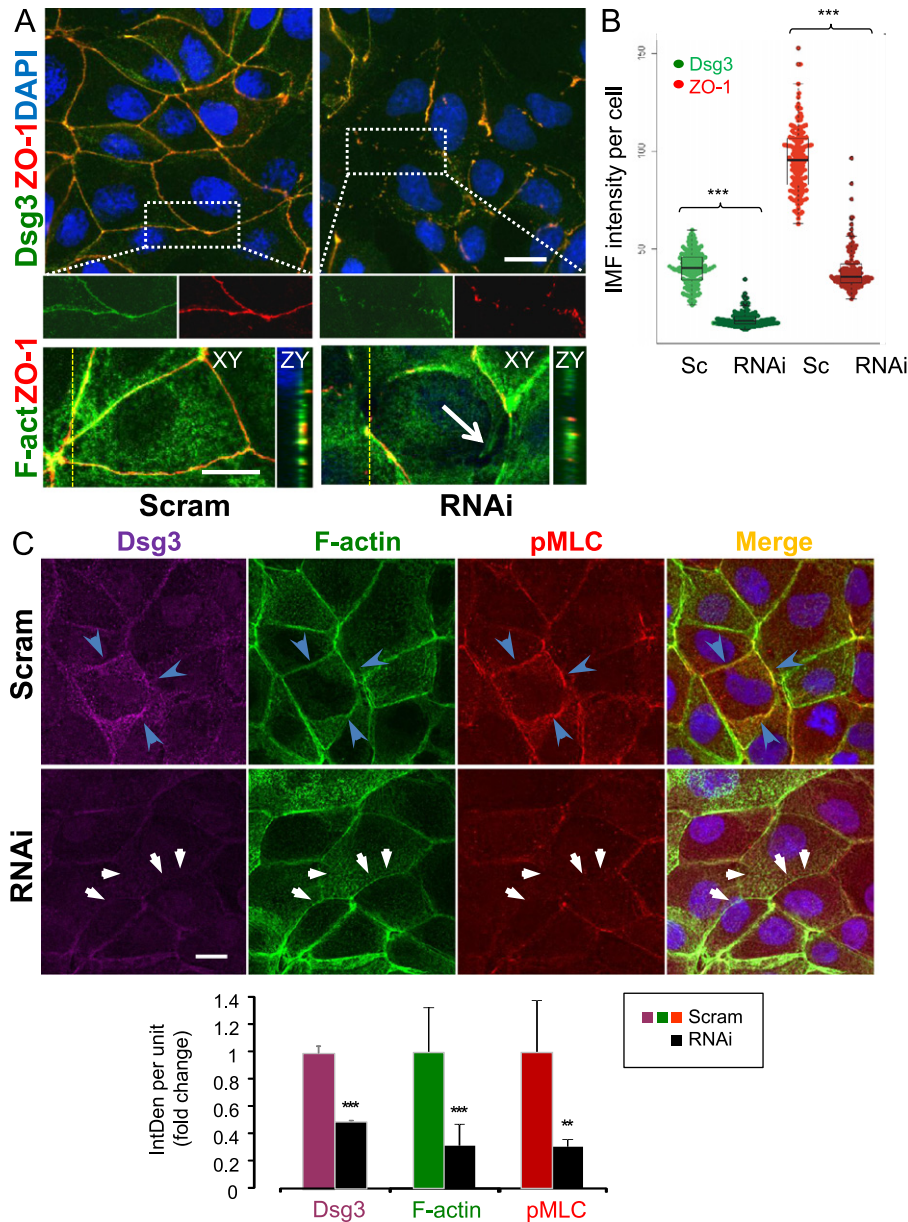 A
Dsg3 ZO-1 DAPI
XY
ZY
XY
ZY
F-act ZO-1
Scram
RNAi
B
***
***
Dsg3
ZO-1
IMF intensity per cell
150
100
50
Sc
RNAi
Sc
RNAi
C
Dsg3
F-actin
pMLC
Merge
Scram
RNAi
IntDen per unit
(fold change)
1.4
1.2
1
0.8
0.6
0.4
0.2
0
***
***
**
Dsg3
F-actin
pMLC
Scram
RNAi